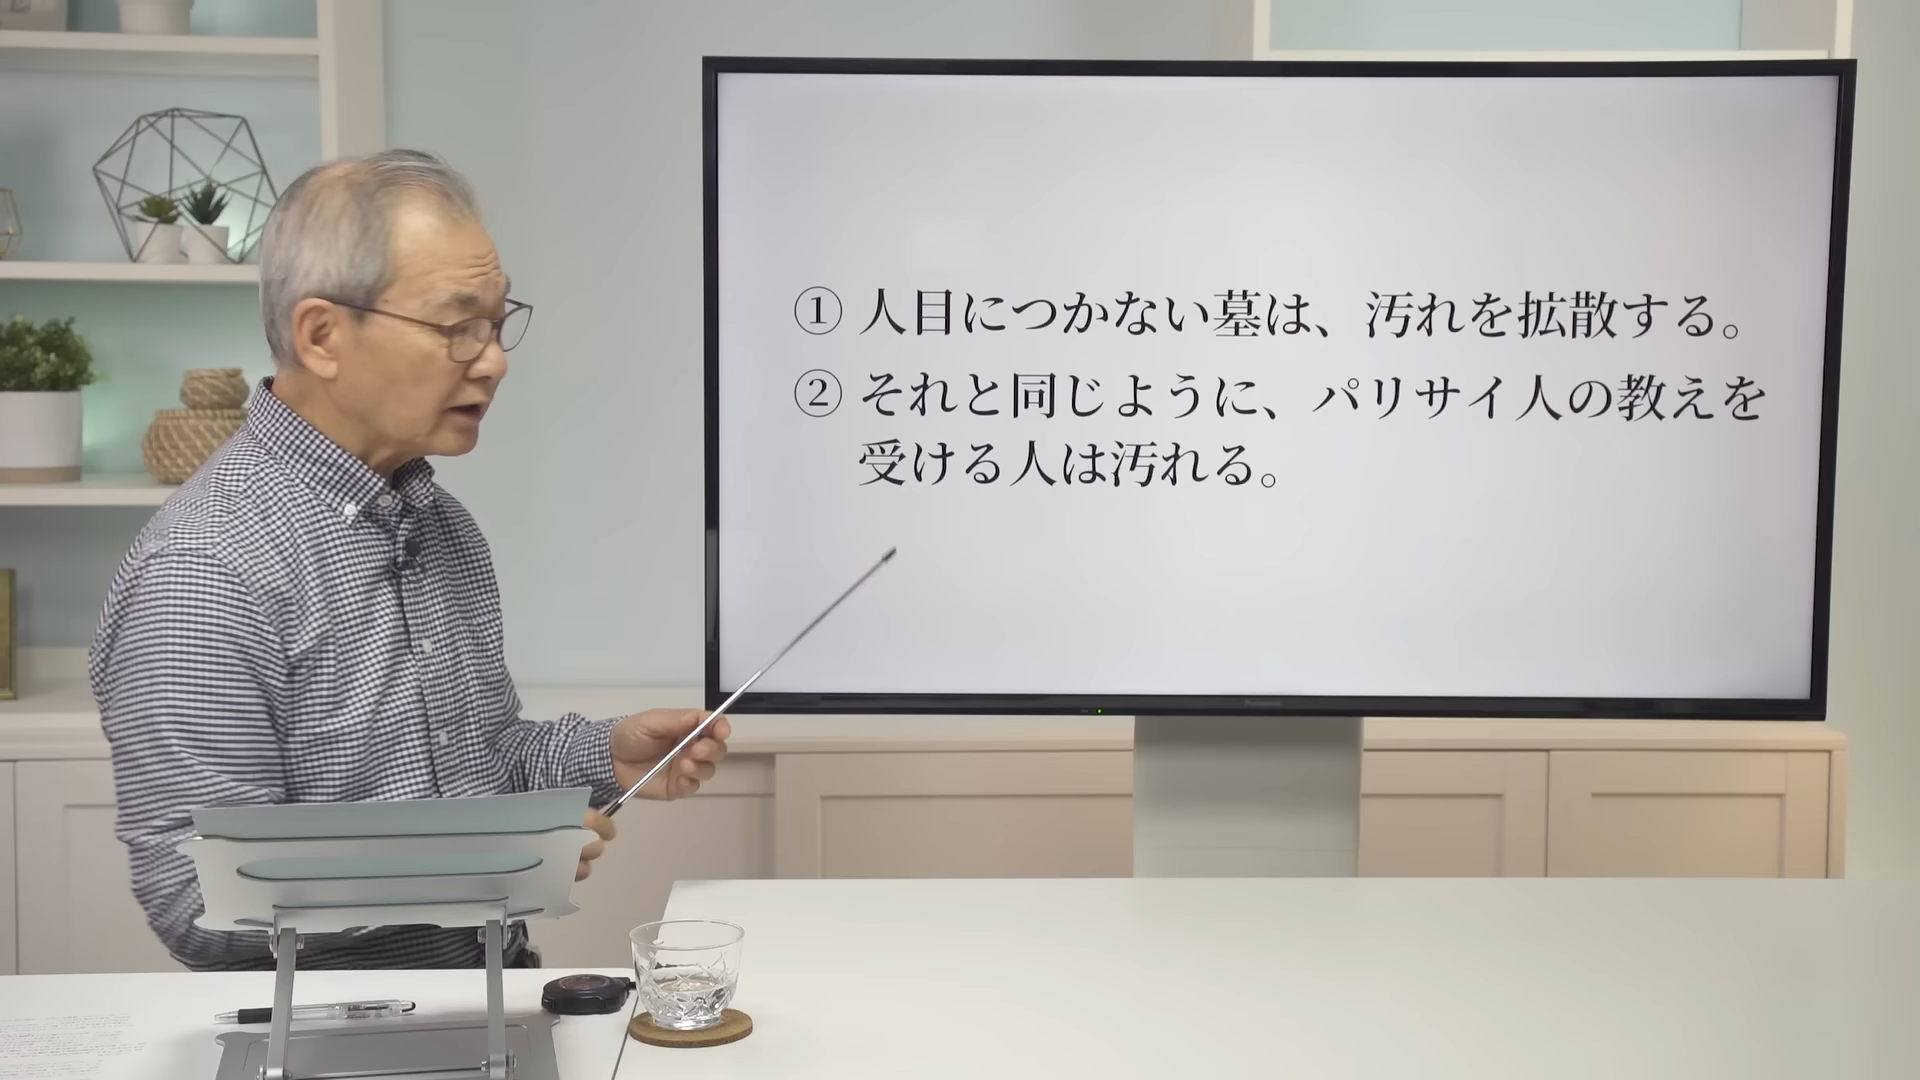 ① 人目につかない墓は、汚れを拡散する。
② それと同じように、パリサイ人の教えを
受ける人は汚れる。